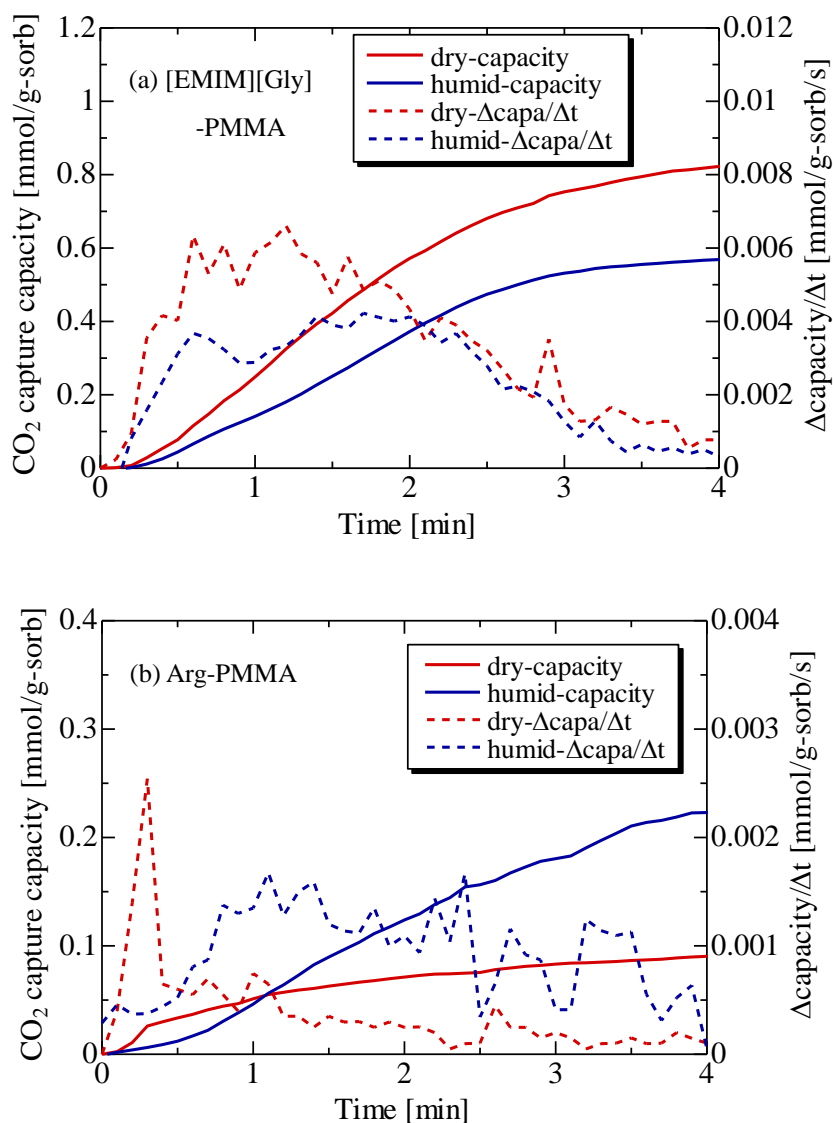 1.2
1
0.8
0.6
0.4
0.2
0
CO2 capture capacity [mmol/g-sorb]
(a) [EMIM][Gly]
-PMMA
dry-capacity
humid-capacity
dry-Δcapa/Δt
humid-Δcapa/Δt
0.012
0.01
0.008
0.006
0.004
0.002
0
Δcapacity/Δt [mmol/g-sorb/s]
0 1 2 3 4
Time [min]
0.4
0.3
0.2
0.1
0
CO2 capture capacity [mmol/g-sorb]
(b) Arg-PMMA
dry-capacity
humid-capacity
dry-Δcapa/Δt
humid-Δcapa/Δt
0.004
0.003
0.002
0.001
0
Δcapacity/Δt [mmol/g-sorb/s]
0 1 2 3 4
Time [min]